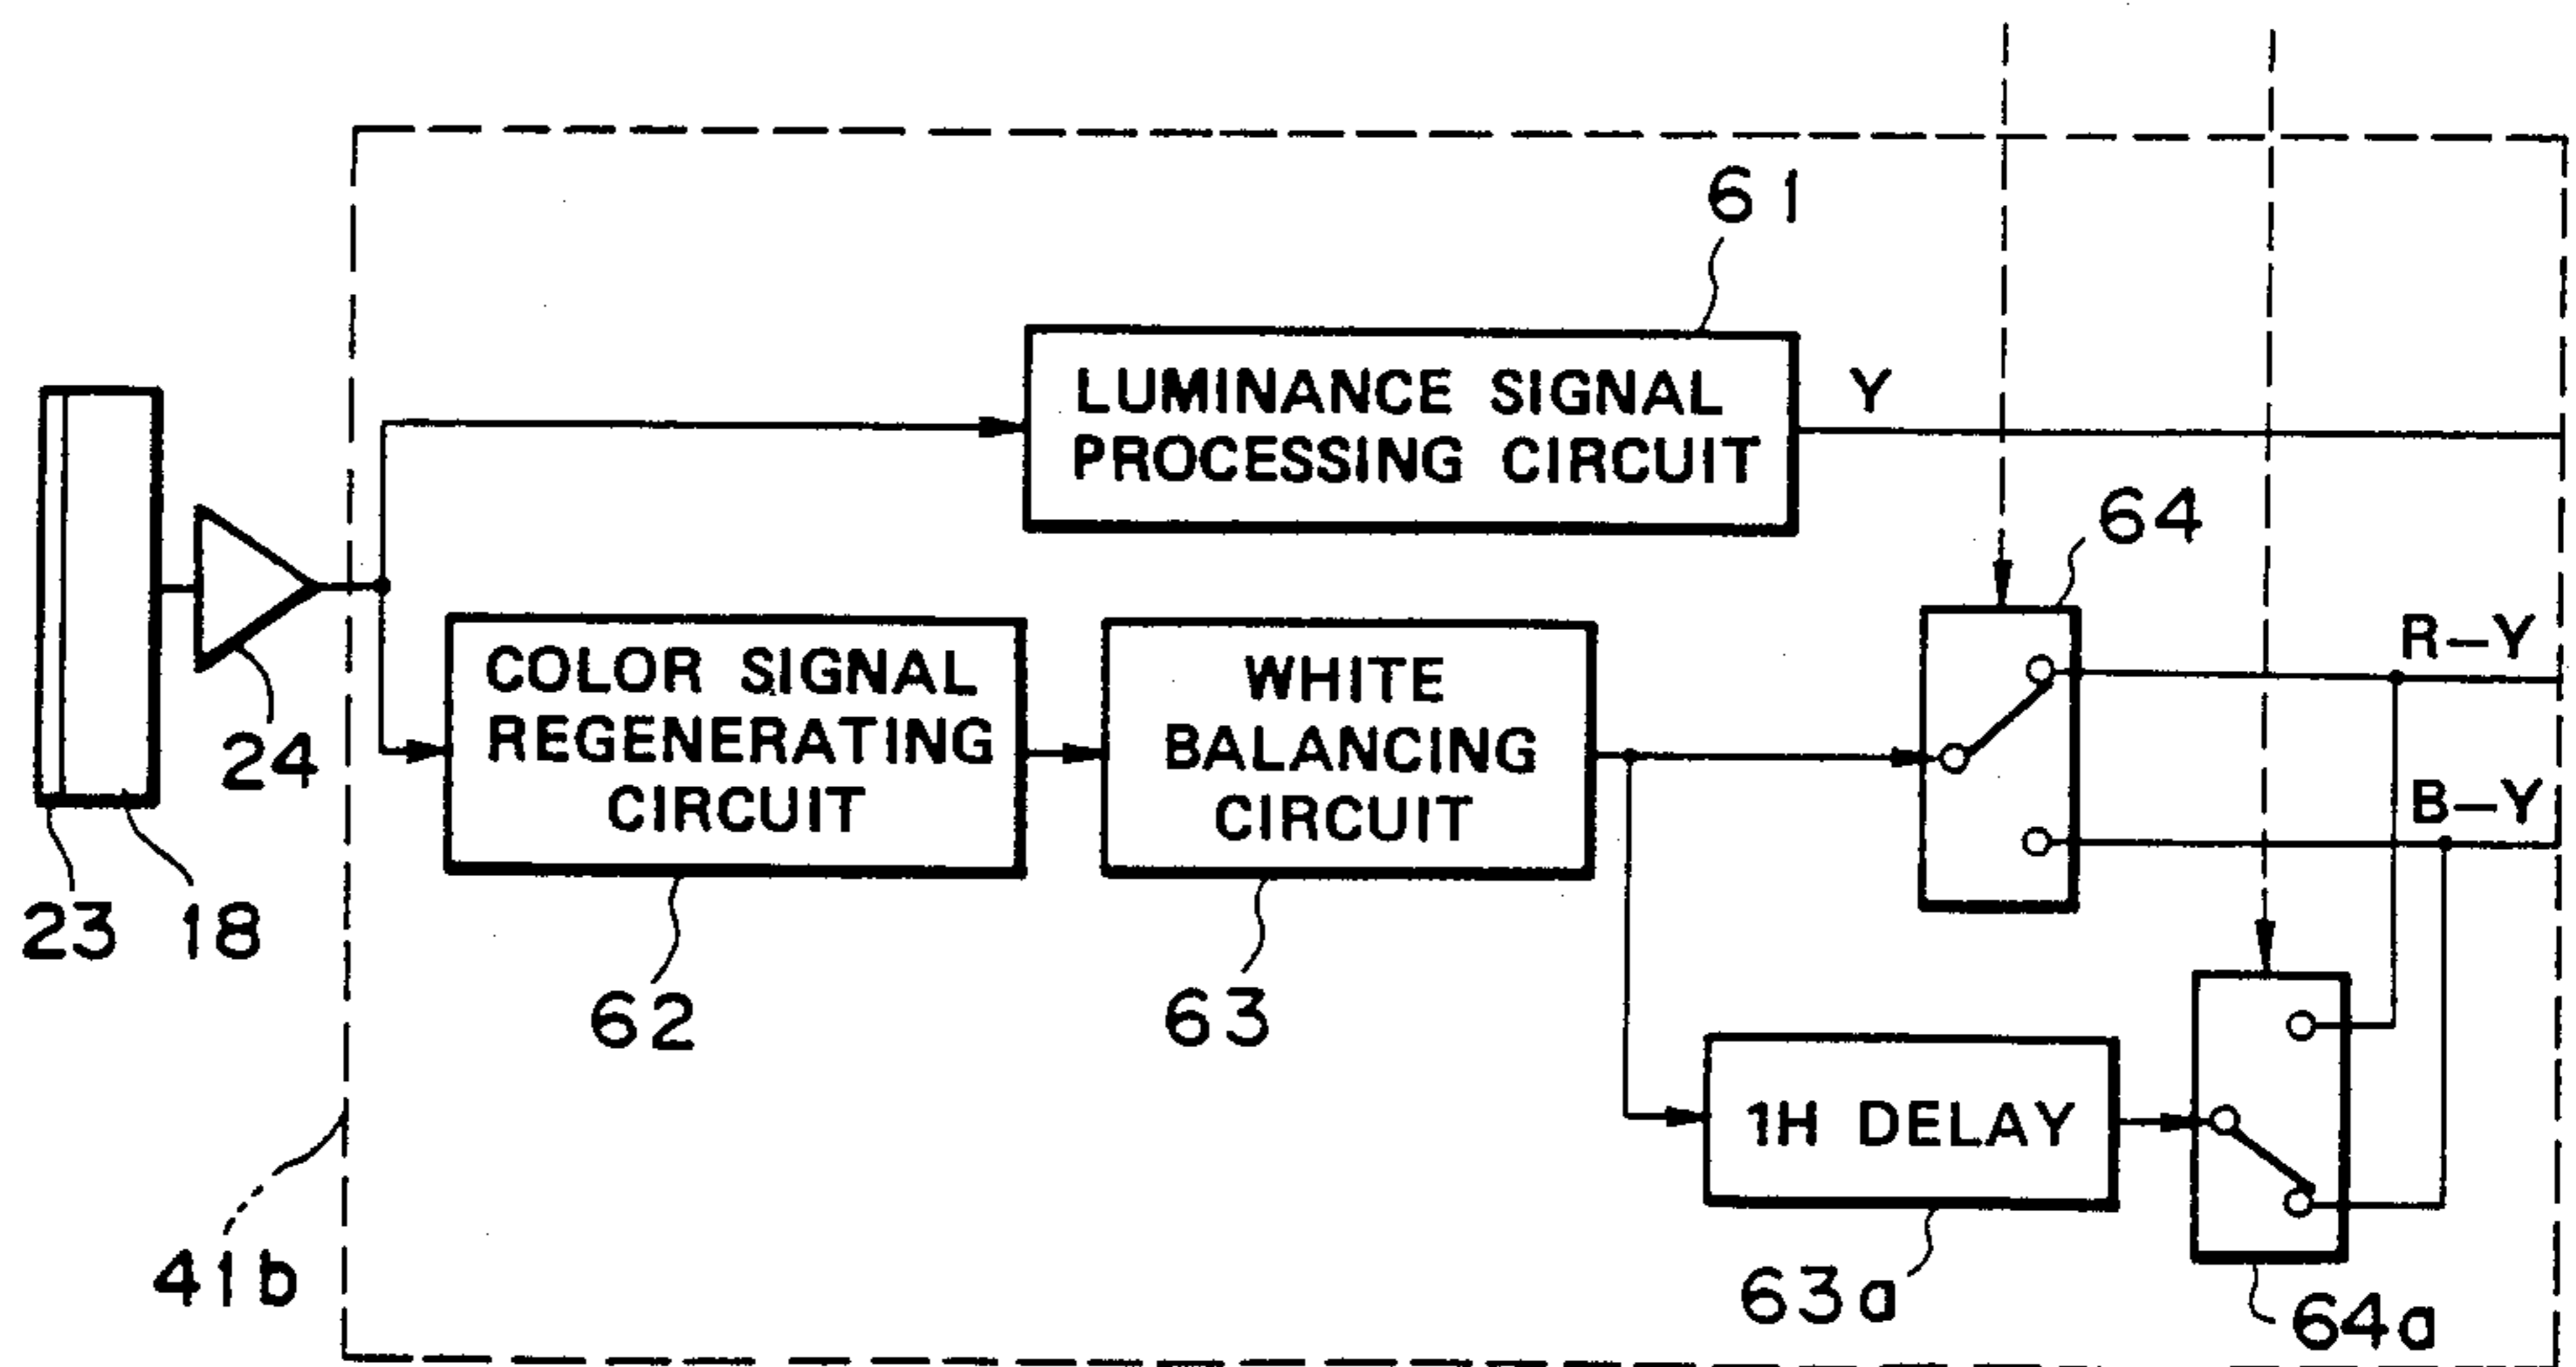 61
LUMINANCE SIGNAL
PROCESSING CIRCUIT
Y
64
R–Y
COLOR SIGNAL
REGENERATING
CIRCUIT
WHITE
BALANCING
CIRCUIT
24
B–Y
23
18
62
63
1H DELAY
41b
63a
64a